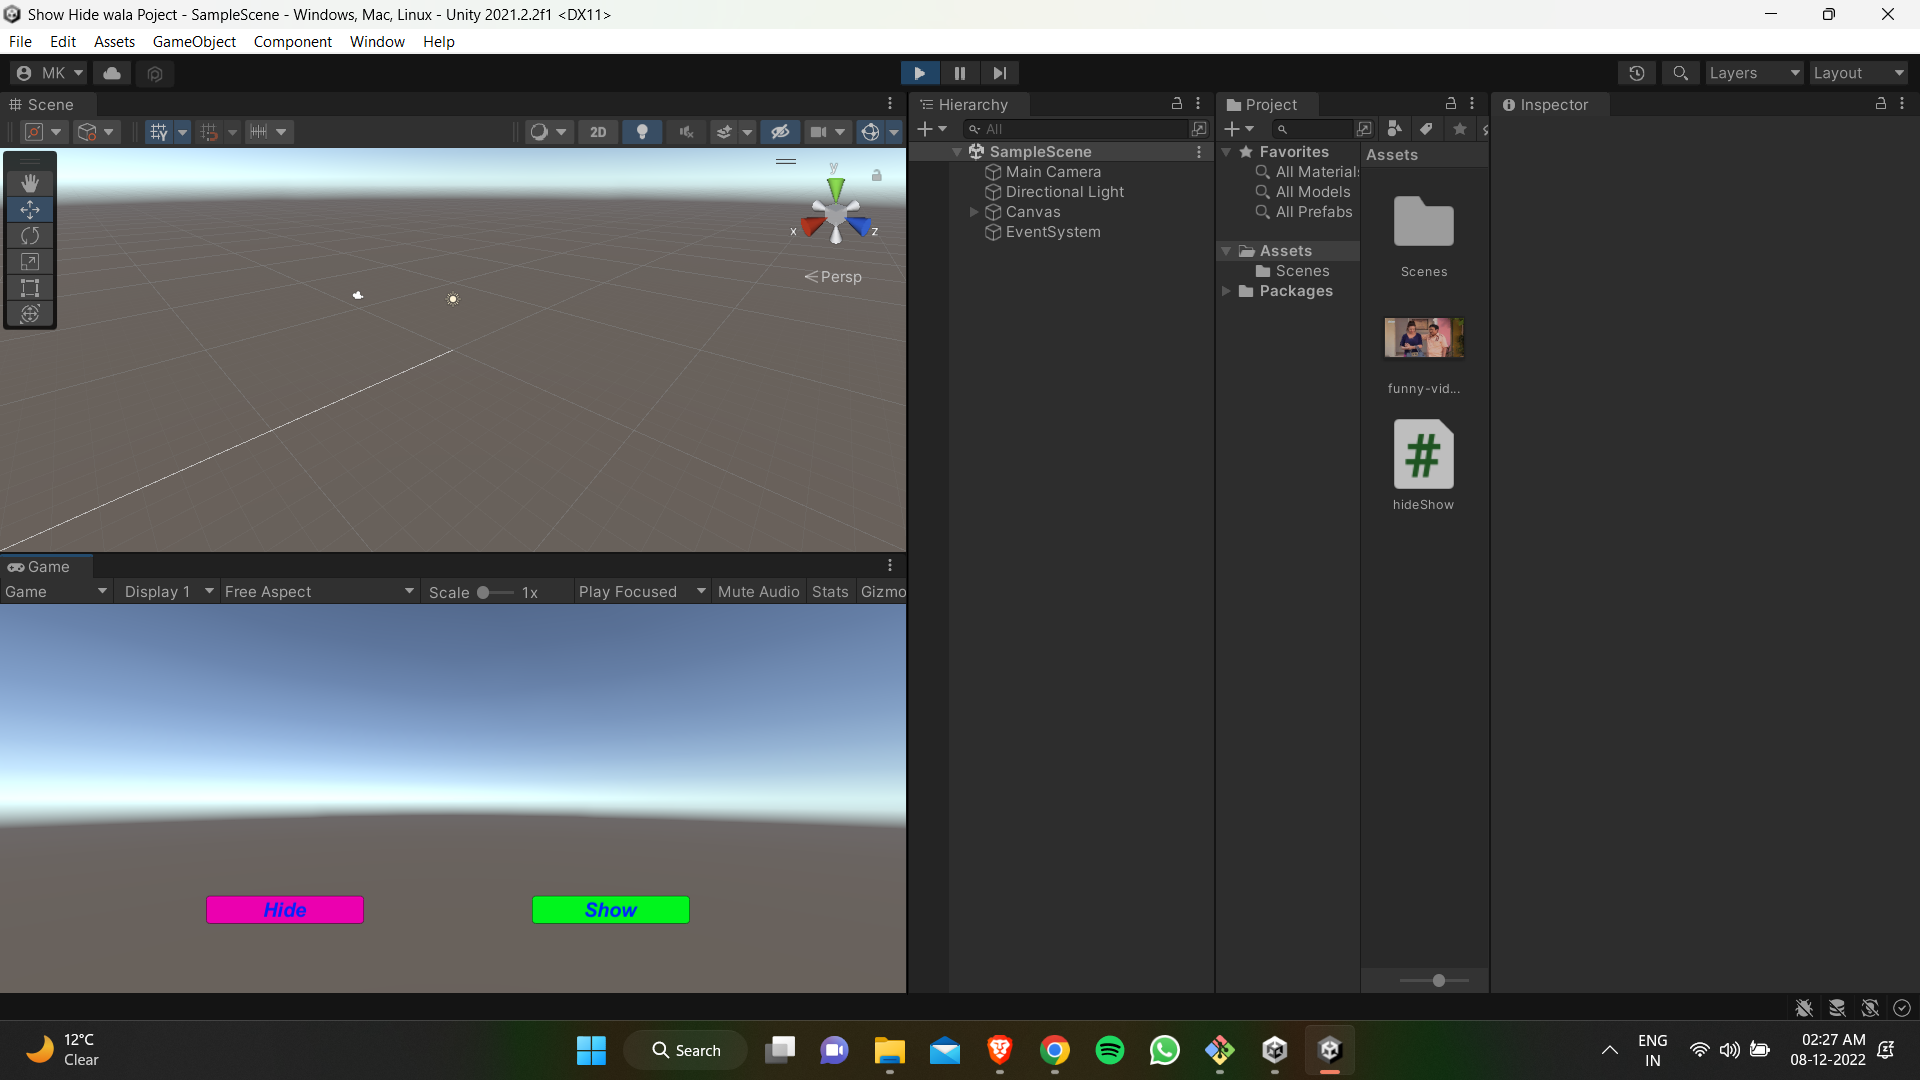 Show Hide wala Poject - SampleScene - Windows, Mac, Linux - Unity 2021.2.2f1 <DX11>
File Edit Assets GameObject Component Window Help
MK
Layers
Layout
Scene
2D
y
x
z
Persp
Hierarchy
All
SampleScene
Main Camera
Directional Light
Canvas
EventSystem
Project
Favorites
All Materials
All Models
All Prefabs
Assets
Scenes
Packages
Assets
Scenes
funny-vid...
#
hideShow
Inspector
Game
Game Display 1 Free Aspect Scale 1x Play Focused Mute Audio Stats Gizmo
Hide
Show
12°C
Clear
Search
ENG
IN
02:27 AM
08-12-2022